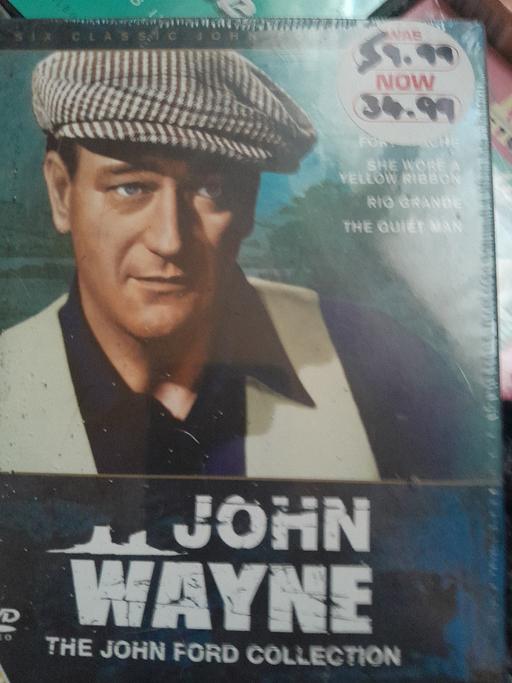 SIX CLASSIC JOHN
WAS
59.99
NOW
34.99
SHE WORE A
YELLOW RIBBON
RIO GRANDE
THE QUIET MAN
JOHN
WAYNE
THE JOHN FORD COLLECTION